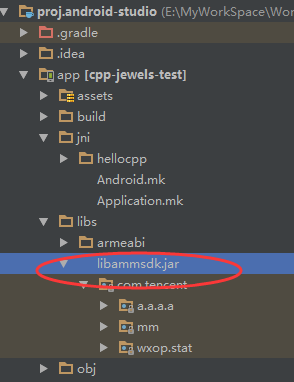 proj.android-studio (E:\MyWorkSpace\Wor
.gradle
.idea
app [cpp-jewels-test]
assets
build
jni
hellocpp
Android.mk
Application.mk
libs
armeabi
libammsdk.jar
com.tencent
a.a.a.a
mm
wxop.stat
obj